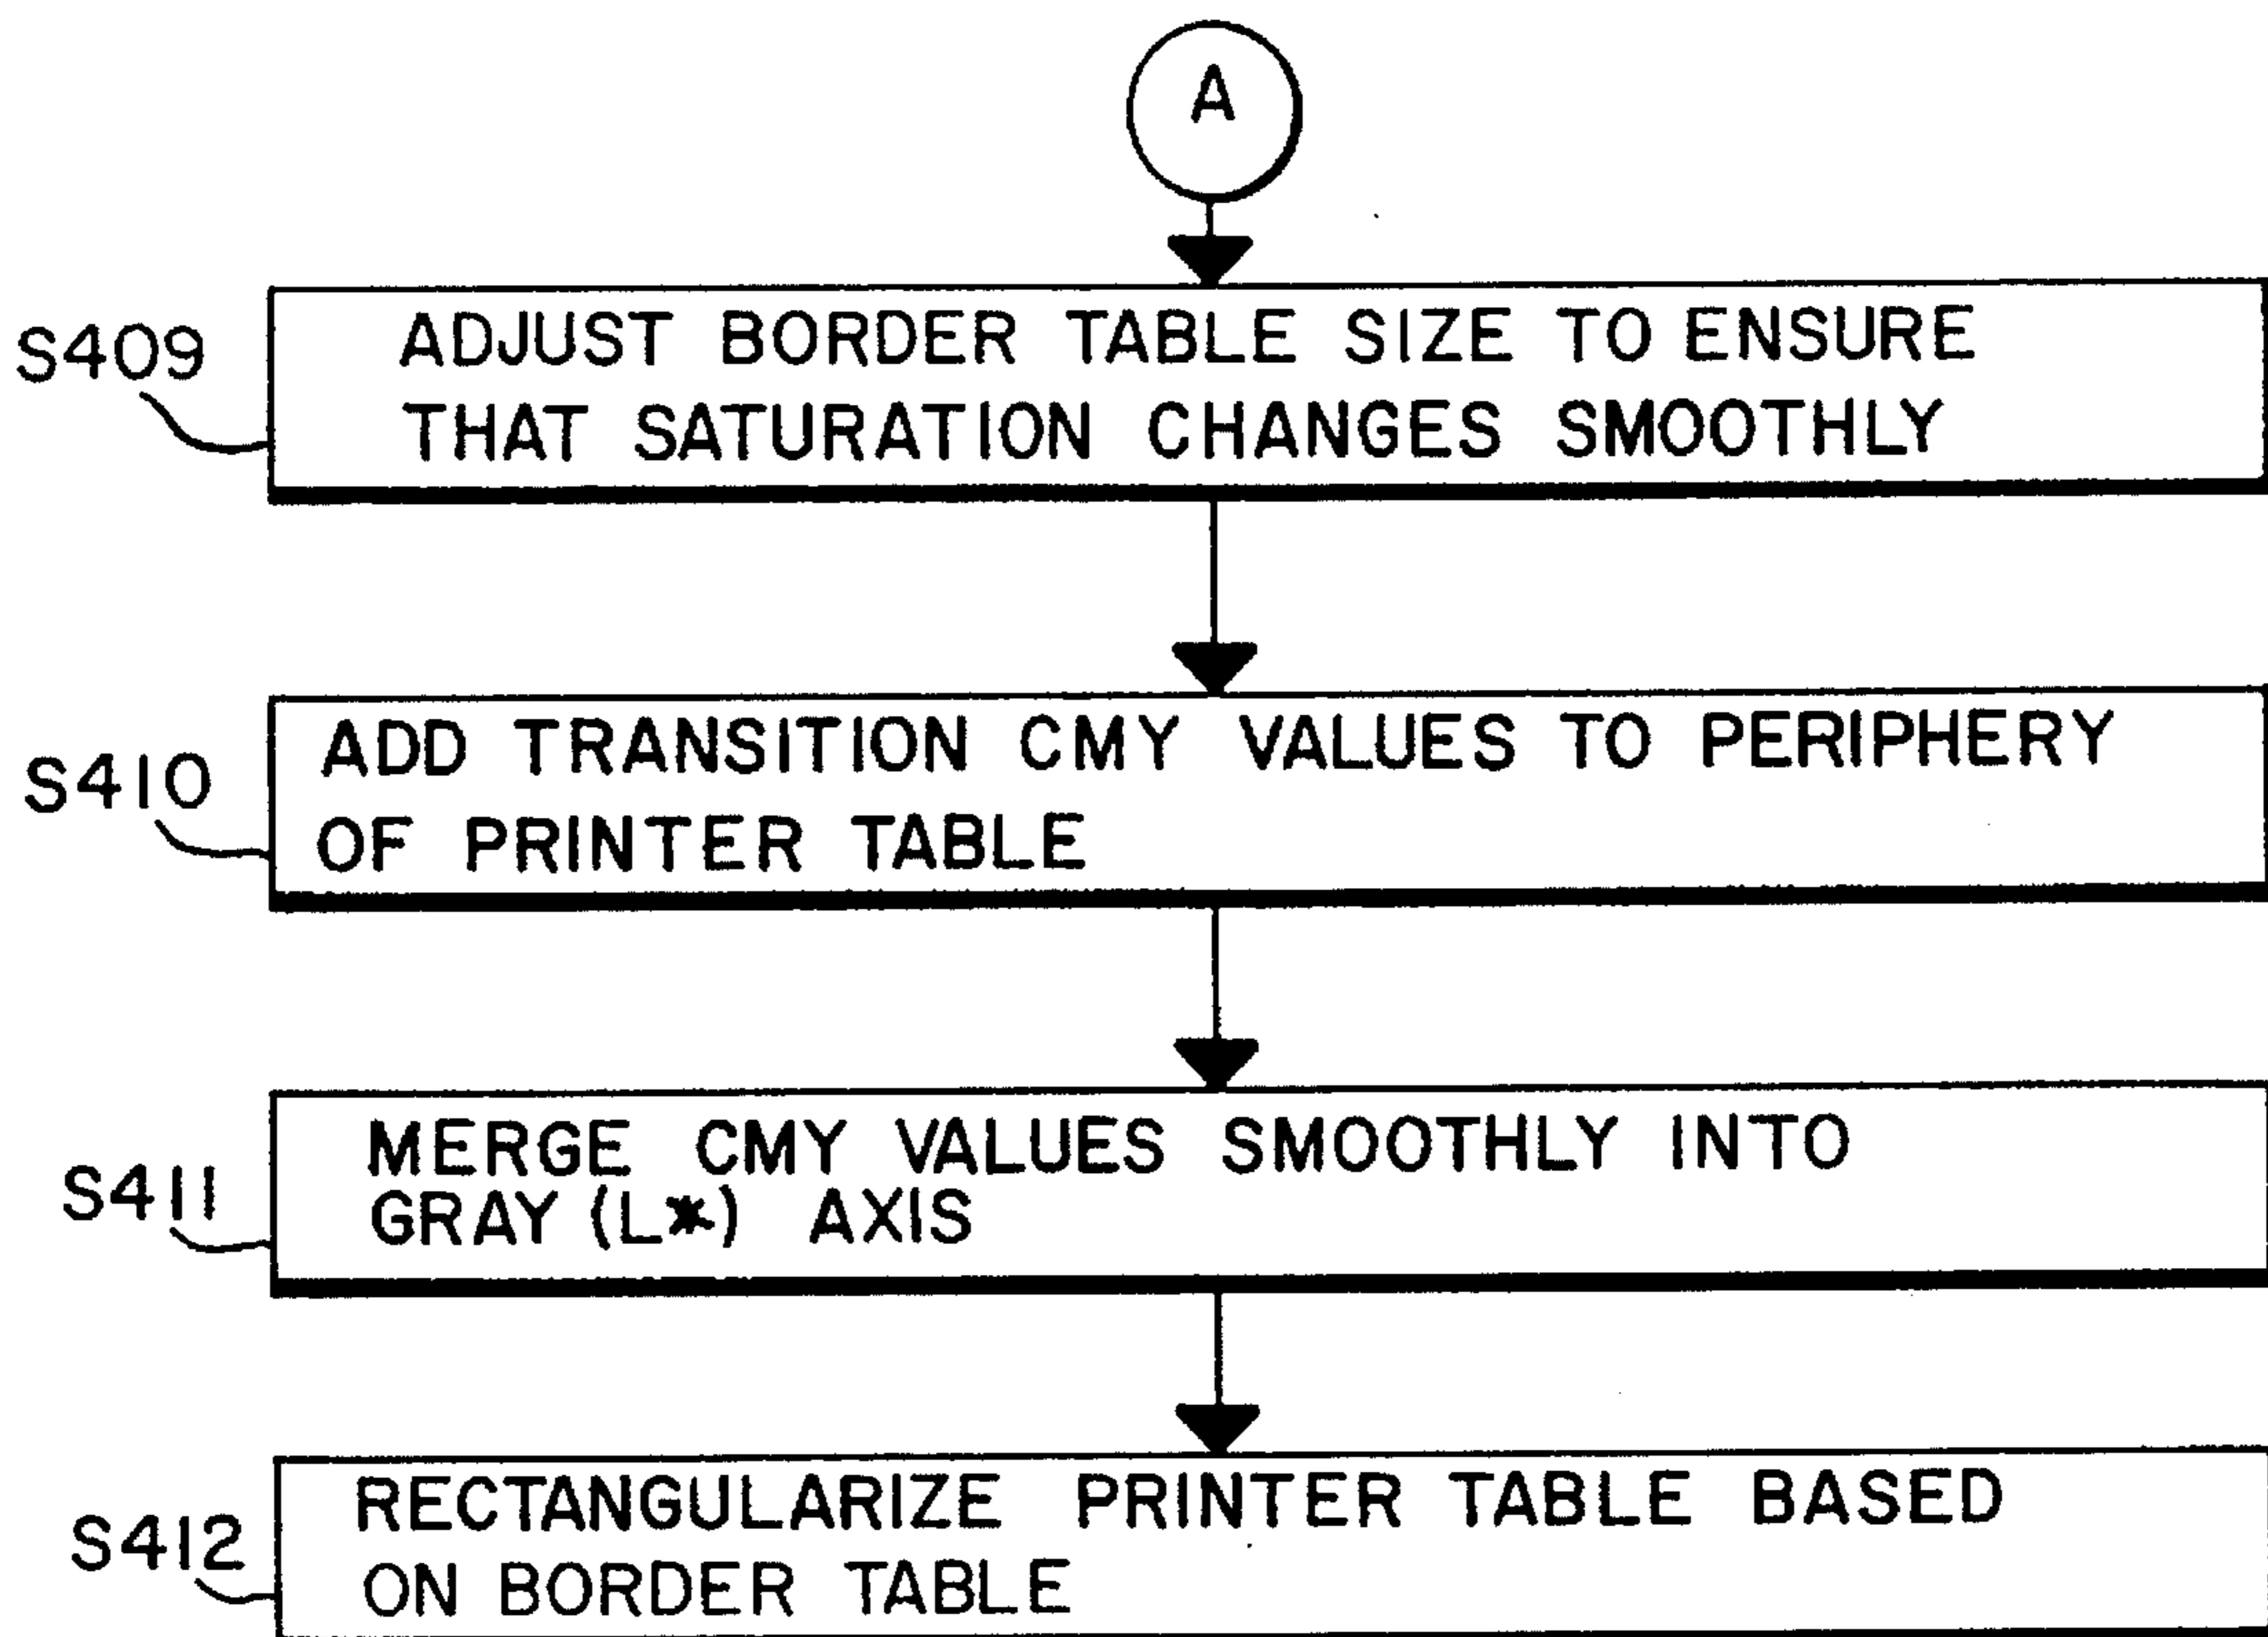 A
S409
ADJUST BORDER TABLE SIZE TO ENSURE
THAT SATURATION CHANGES SMOOTHLY
S410
ADD TRANSITION CMY VALUES TO PERIPHERY
OF PRINTER TABLE
S411
MERGE CMY VALUES SMOOTHLY INTO
GRAY (L*) AXIS
S412
RECTANGULARIZE PRINTER TABLE BASED
ON BORDER TABLE